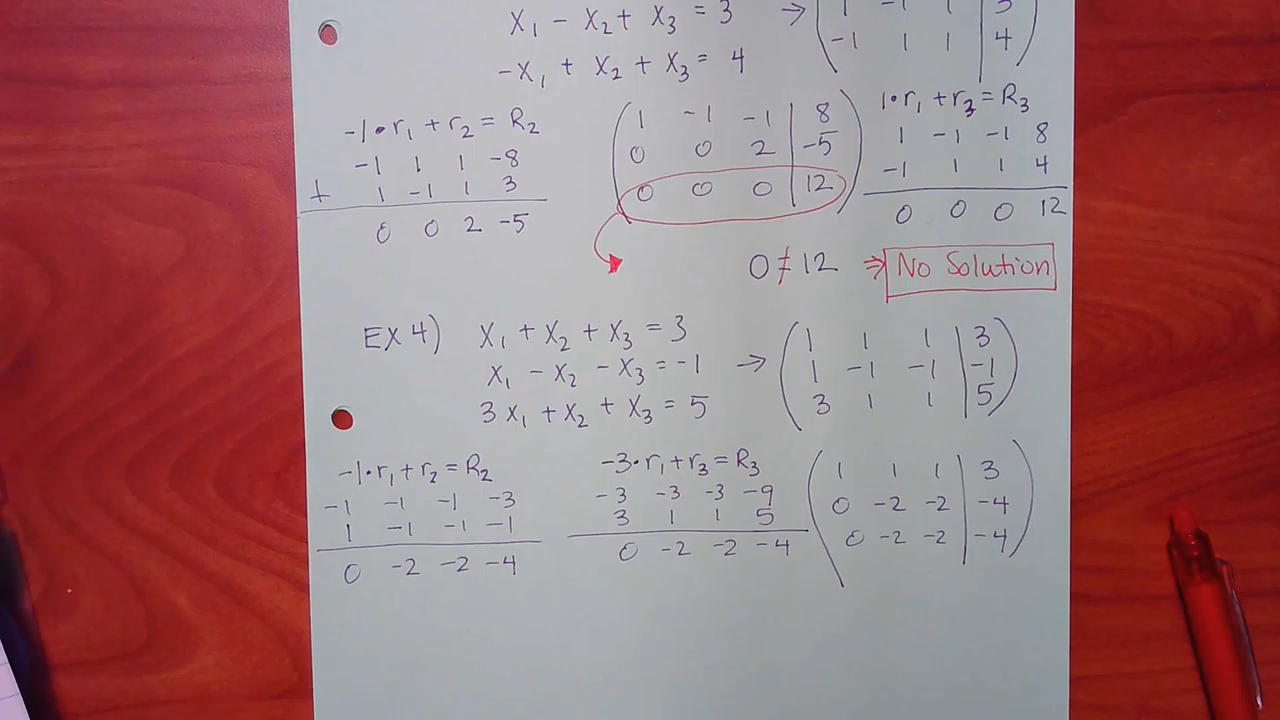 x₁ - x₂ + x₃ = 3 → 1 -1 1 | 3
-x₁ + x₂ + x₃ = 4 -1 1 1 | 4
-1•r₁ + r₂ = R₂
-1 1 1 -8
+ 1 -1 1 3
0 0 2 -5
1 -1 -1 | 8
0 0 2 | -5
0 0 0 | 12
1•r₁ + r₃ = R₃
1 -1 -1 8
-1 1 1 4
0 0 0 12
0 ≠ 12 ⇒ No Solution
EX 4) x₁ + x₂ + x₃ = 3
x₁ - x₂ - x₃ = -1 →
3x₁ + x₂ + x₃ = 5
1 1 1 | 3
1 -1 -1 | -1
3 1 1 | 5
-1•r₁ + r₂ = R₂
-1 -1 -1 -3
1 -1 -1 -1
0 -2 -2 -4
-3•r₁ + r₃ = R₃
-3 -3 -3 -9
3 1 1 5
0 -2 -2 -4
1 1 1 | 3
0 -2 -2 | -4
0 -2 -2 | -4